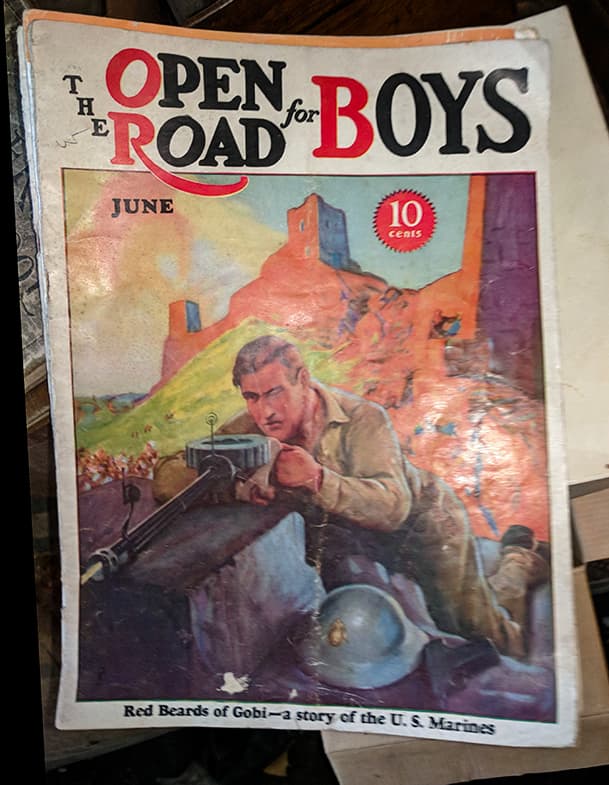 THE OPEN ROAD for BOYS
JUNE
10 cents
Red Beards of Gobi—a story of the U. S. Marines